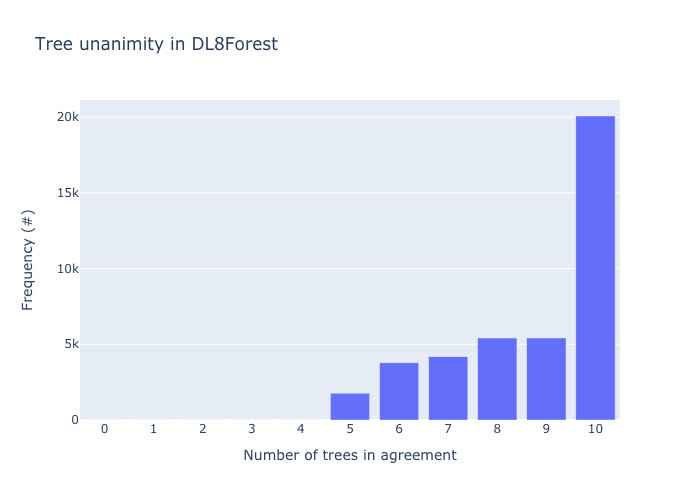 Tree unanimity in DL8Forest
20k
15k
10k
5k
0
Frequency (#)
0 1 2 3 4 5 6 7 8 9 10
Number of trees in agreement